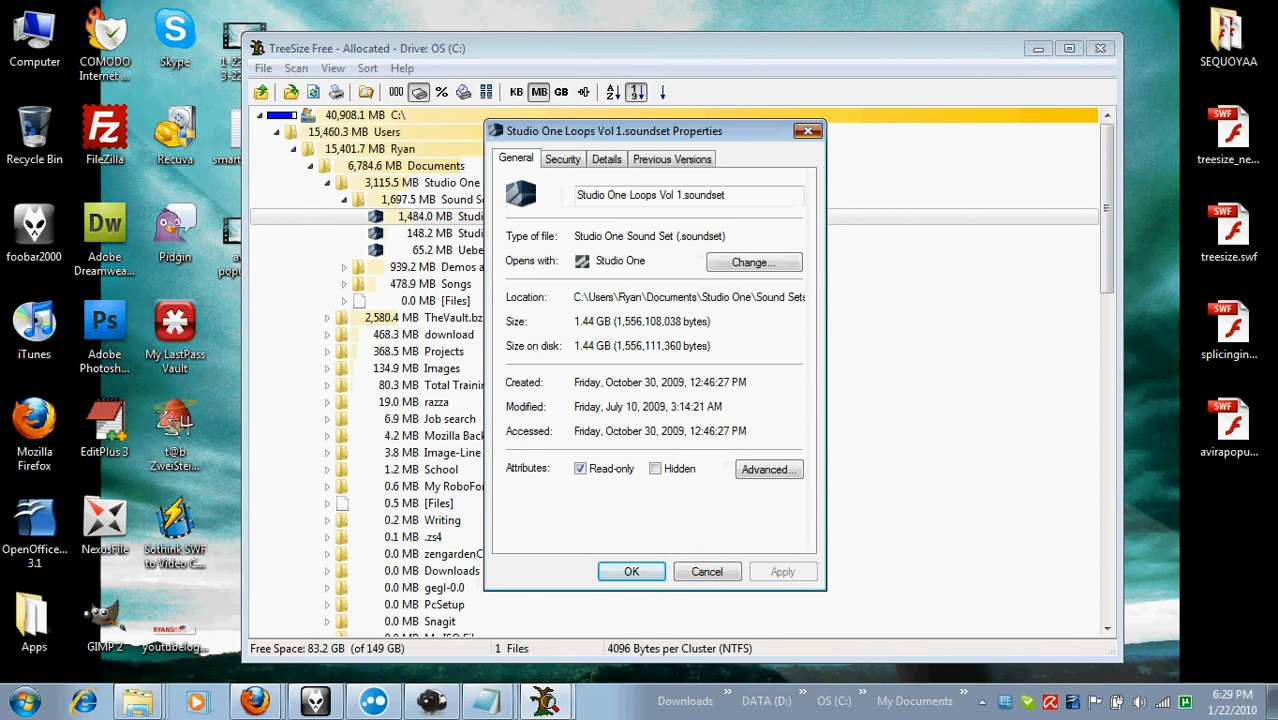 Computer
COMODO
Internet ...
Skype
1-22
3-22
SEQUOYAA
Recycle Bin
FileZilla
Recuva
smart
treesize_ne...
foobar2000
Adobe
Dreamwea...
Pidgin
av
popu
treesize.swf
iTunes
Adobe
Photosh...
My LastPass
Vault
splicingin...
Mozilla
Firefox
EditPlus 3
t@b
ZweiStei...
avirapopu...
OpenOffice...
3.1
NexusFile
Sothink SWF
to Video C...
Apps
GIMP 2
RYANS
youtubelog...
TreeSize Free - Allocated - Drive: OS (C:)
File Scan View Dort Help
000 % KB MB GB
40,908.1 MB C:\
15,460.3 MB Users
15,401.7 MB Ryan
6,784.6 MB Documents
3,115.5 MB Studio One
1,697.5 MB Sound S
1,484.0 MB Studi
148.2 MB Studi
65.2 MB Uebe
939.2 MB Demos a
478.9 MB Songs
0.0 MB [Files]
2,580.4 MB TheVault.bz
468.3 MB download
368.5 MB Projects
134.9 MB Images
80.3 MB Total Training
19.0 MB razza
6.9 MB Job search
4.2 MB Mozilla Back
3.8 MB Image-Line
1.2 MB School
0.6 MB My RoboFor
0.5 MB [Files]
0.2 MB Writing
0.1 MB .zs4
0.0 MB zengardenC
0.0 MB Downloads
0.0 MB gegl-0.0
0.0 MB PcSetup
0.0 MB Snagit
Free Space: 83.2 GB (of 149 GB)
1 Files
4096 Bytes per Cluster (NTFS)
Studio One Loops Vol 1.soundset Properties
General Security Details Previous Versions
Studio One Loops Vol 1.soundset
Type of file: Studio One Sound Set (.soundset)
Opens with: Studio One Change...
Location: C:\Users\Ryan\Documents\Studio One\Sound Sets
Size: 1.44 GB (1,556,108,038 bytes)
Size on disk: 1.44 GB (1,556,111,360 bytes)
Created: Friday, October 30, 2009, 12:46:27 PM
Modified: Friday, July 10, 2009, 3:14:21 AM
Accessed: Friday, October 30, 2009, 12:46:27 PM
Attributes: Read-only Hidden Advanced...
OK Cancel Apply
Downloads » DATA (D:) » OS (C:) » My Documents »
6:29 PM
1/22/2010